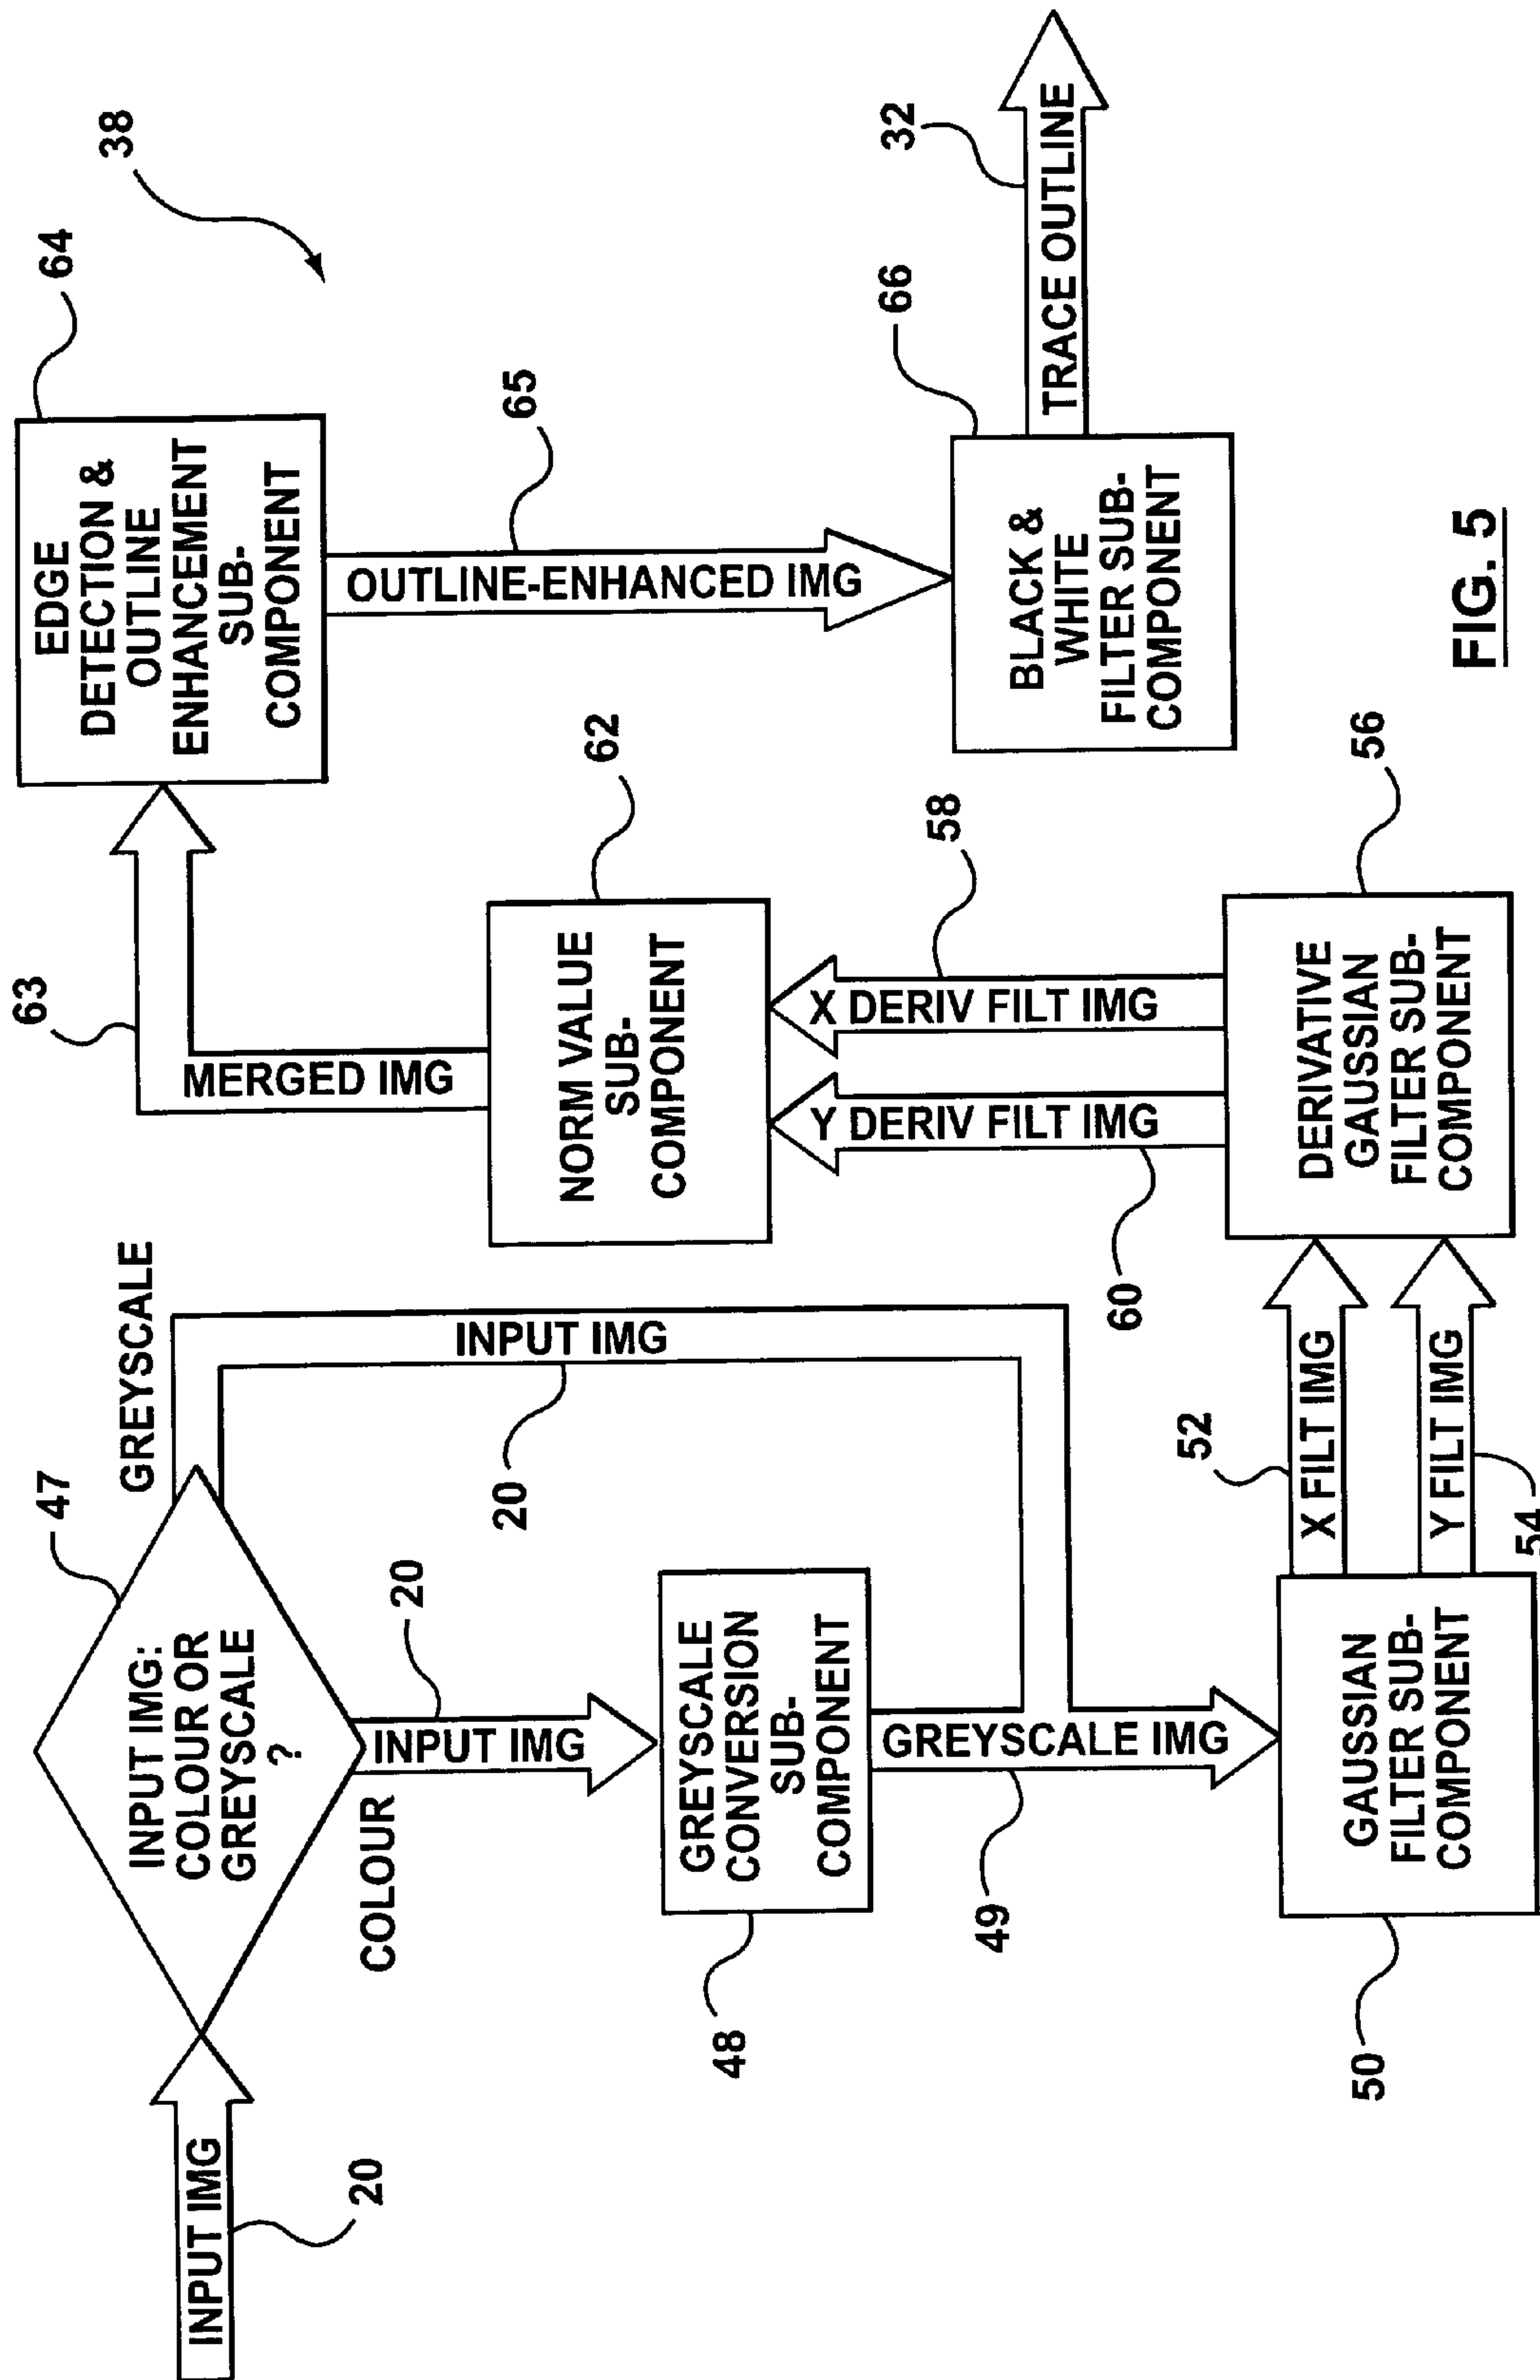 INPUT IMG
20
INPUT IMG:
COLOUR OR
GREYSCALE
?
47
GREYSCALE
COLOUR
INPUT IMG
20
INPUT IMG
20
GREYSCALE
CONVERSION
SUB-
COMPONENT
48
GREYSCALE IMG
49
GAUSSIAN
FILTER SUB-
COMPONENT
50
X FILT IMG
52
Y FILT IMG
54
DERIVATIVE
GAUSSIAN
FILTER SUB-
COMPONENT
56
X DERIV FILT IMG
58
Y DERIV FILT IMG
60
NORM VALUE
SUB-
COMPONENT
62
MERGED IMG
63
EDGE
DETECTION &
OUTLINE
ENHANCEMENT
SUB-
COMPONENT
64
38
OUTLINE-ENHANCED IMG
65
BLACK &
WHITE
FILTER SUB-
COMPONENT
66
TRACE OUTLINE
32
FIG. 5